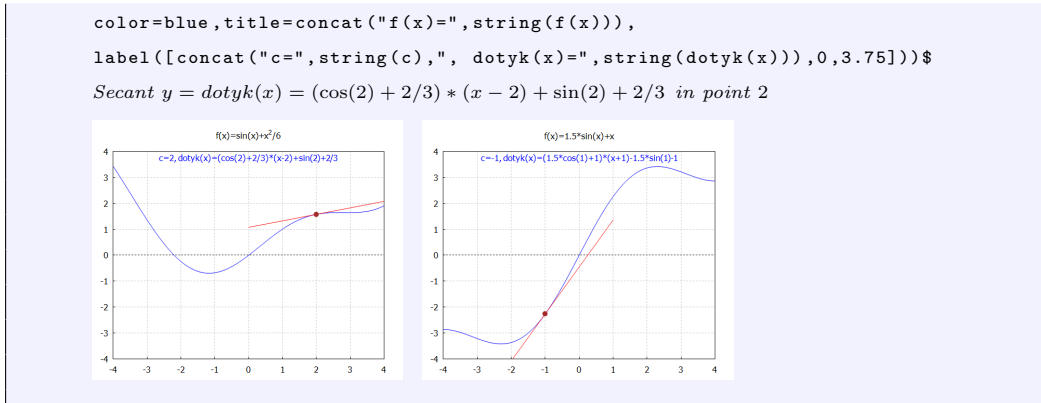 color=blue,title=concat("f(x)=",string(f(x))),
label([concat("c=",string(c),", dotyk(x)=",string(dotyk(x))),0,3.75]))$
Secant y = dotyk(x) = (cos(2) + 2/3) ∗ (x − 2) + sin(2) + 2/3 in point 2
f(x)=sin(x)+x²/6
c=2, dotyk(x)=(cos(2)+2/3)*(x-2)+sin(2)+2/3
4
3
2
1
0
-1
-2
-3
-4
-4 -3 -2 -1 0 1 2 3 4
f(x)=1.5*sin(x)+x
c=-1, dotyk(x)=(1.5*cos(1)+1)*(x+1)-1.5*sin(1)-1
4
3
2
1
0
-1
-2
-3
-4
-4 -3 -2 -1 0 1 2 3 4